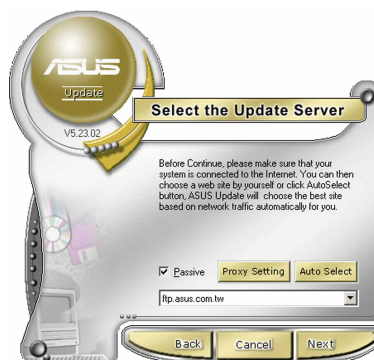 ASUS
Update
V5.23.02
Select the Update Server
Before Continue, please make sure that your
system is connected to the Internet. You can then
choose a web site by yourself or click AutoSelect
button, ASUS Update will choose the best site
based on network traffic automatically for you.
Passive
Proxy Setting
Auto Select
ftp.asus.com.tw
Back
Cancel
Next